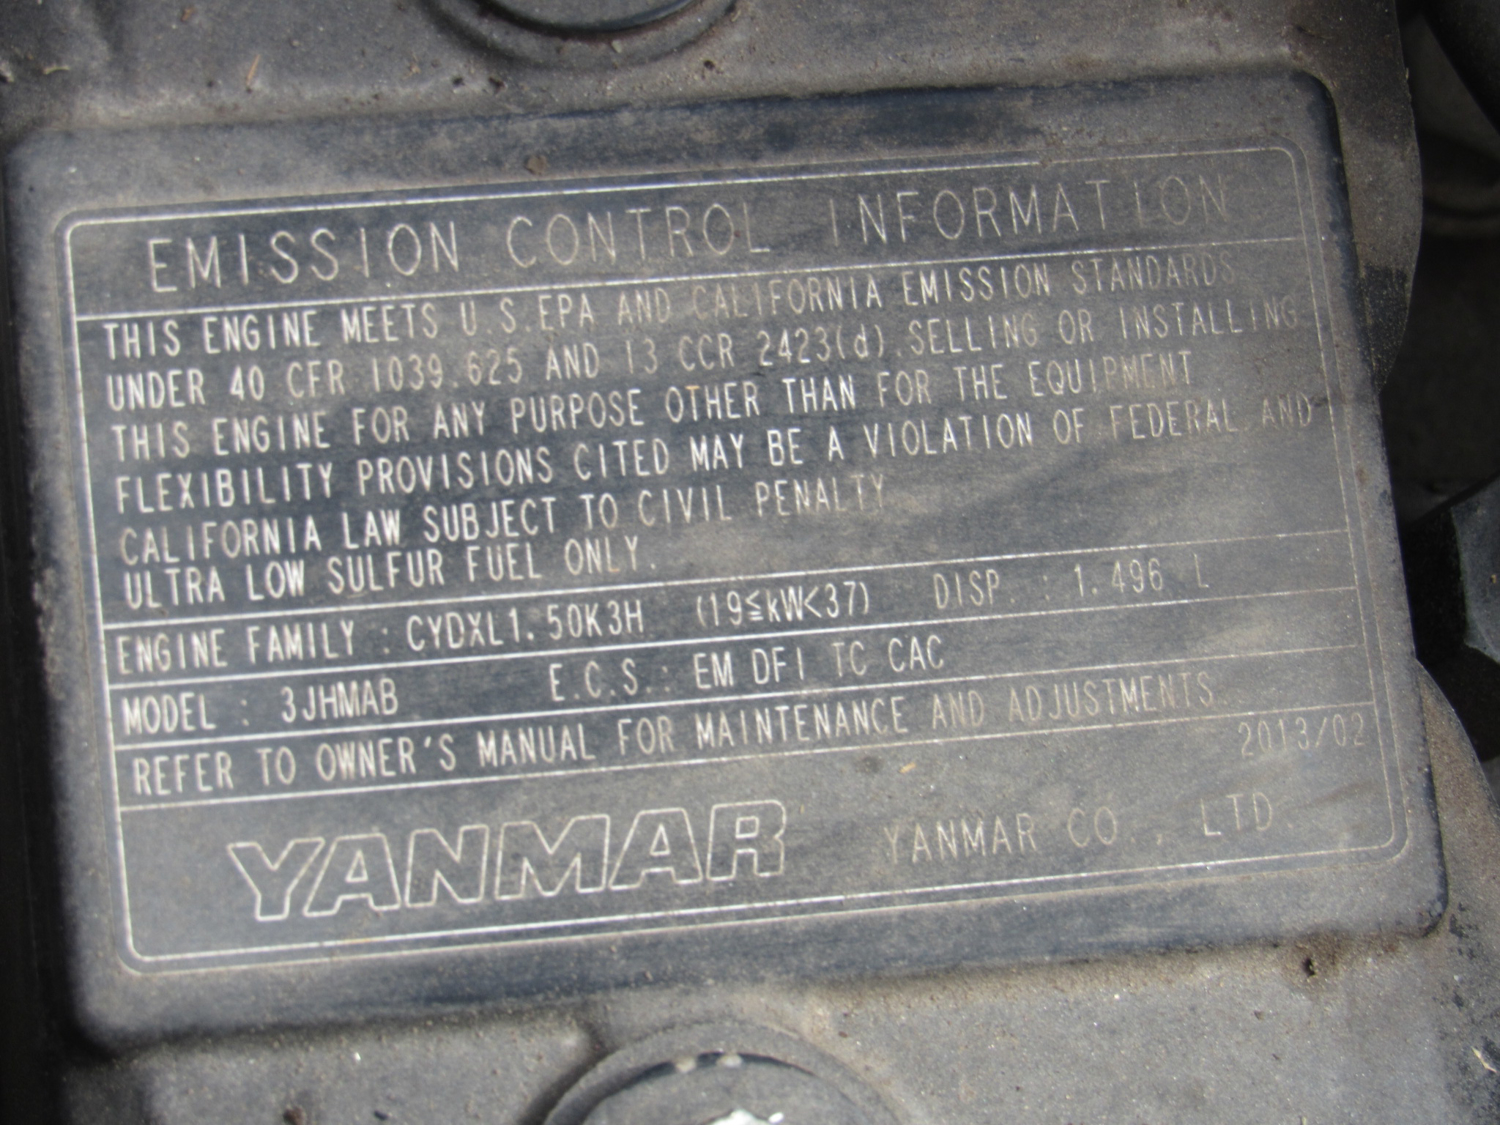 EMISSION CONTROL INFORMATION
THIS ENGINE MEETS U.S.EPA AND CALIFORNIA EMISSION STANDARDS
UNDER 40 CFR 1039.625 AND 13 CCR 2423(d).SELLING OR INSTALLING
THIS ENGINE FOR ANY PURPOSE OTHER THAN FOR THE EQUIPMENT
FLEXIBILITY PROVISIONS CITED MAY BE A VIOLATION OF FEDERAL AND
CALIFORNIA LAW SUBJECT TO CIVIL PENALTY
ULTRA LOW SULFUR FUEL ONLY.
ENGINE FAMILY : CYDXL1.50K3H (19≦kW<37) DISP. : 1.496 L
MODEL : 3JHMAB E.C.S.: EM DFI TC CAC
REFER TO OWNER'S MANUAL FOR MAINTENANCE AND ADJUSTMENTS.
2013/02
YANMAR YANMAR CO., LTD.